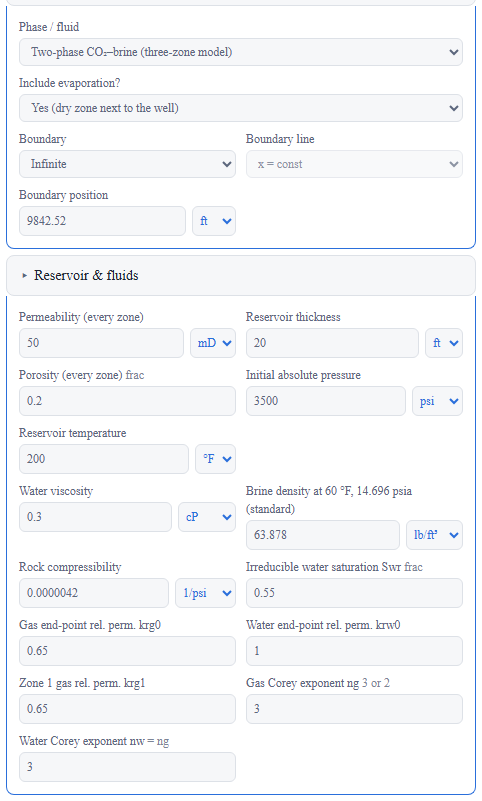 Phase / fluid
Two-phase CO₂–brine (three-zone model)
Include evaporation?
Yes (dry zone next to the well)
Boundary
Boundary line
Infinite
x = const
Boundary position
9842.52
ft
Reservoir & fluids
Permeability (every zone)
Reservoir thickness
50
mD
20
ft
Porosity (every zone) frac
Initial absolute pressure
0.2
3500
psi
Reservoir temperature
200
°F
Water viscosity
Brine density at 60 °F, 14.696 psia
(standard)
0.3
cP
63.878
lb/ft³
Rock compressibility
Irreducible water saturation Swr frac
0.0000042
1/psi
0.55
Gas end-point rel. perm. krg0
Water end-point rel. perm. krw0
0.65
1
Zone 1 gas rel. perm. krg1
Gas Corey exponent ng 3 or 2
0.65
3
Water Corey exponent nw = ng
3